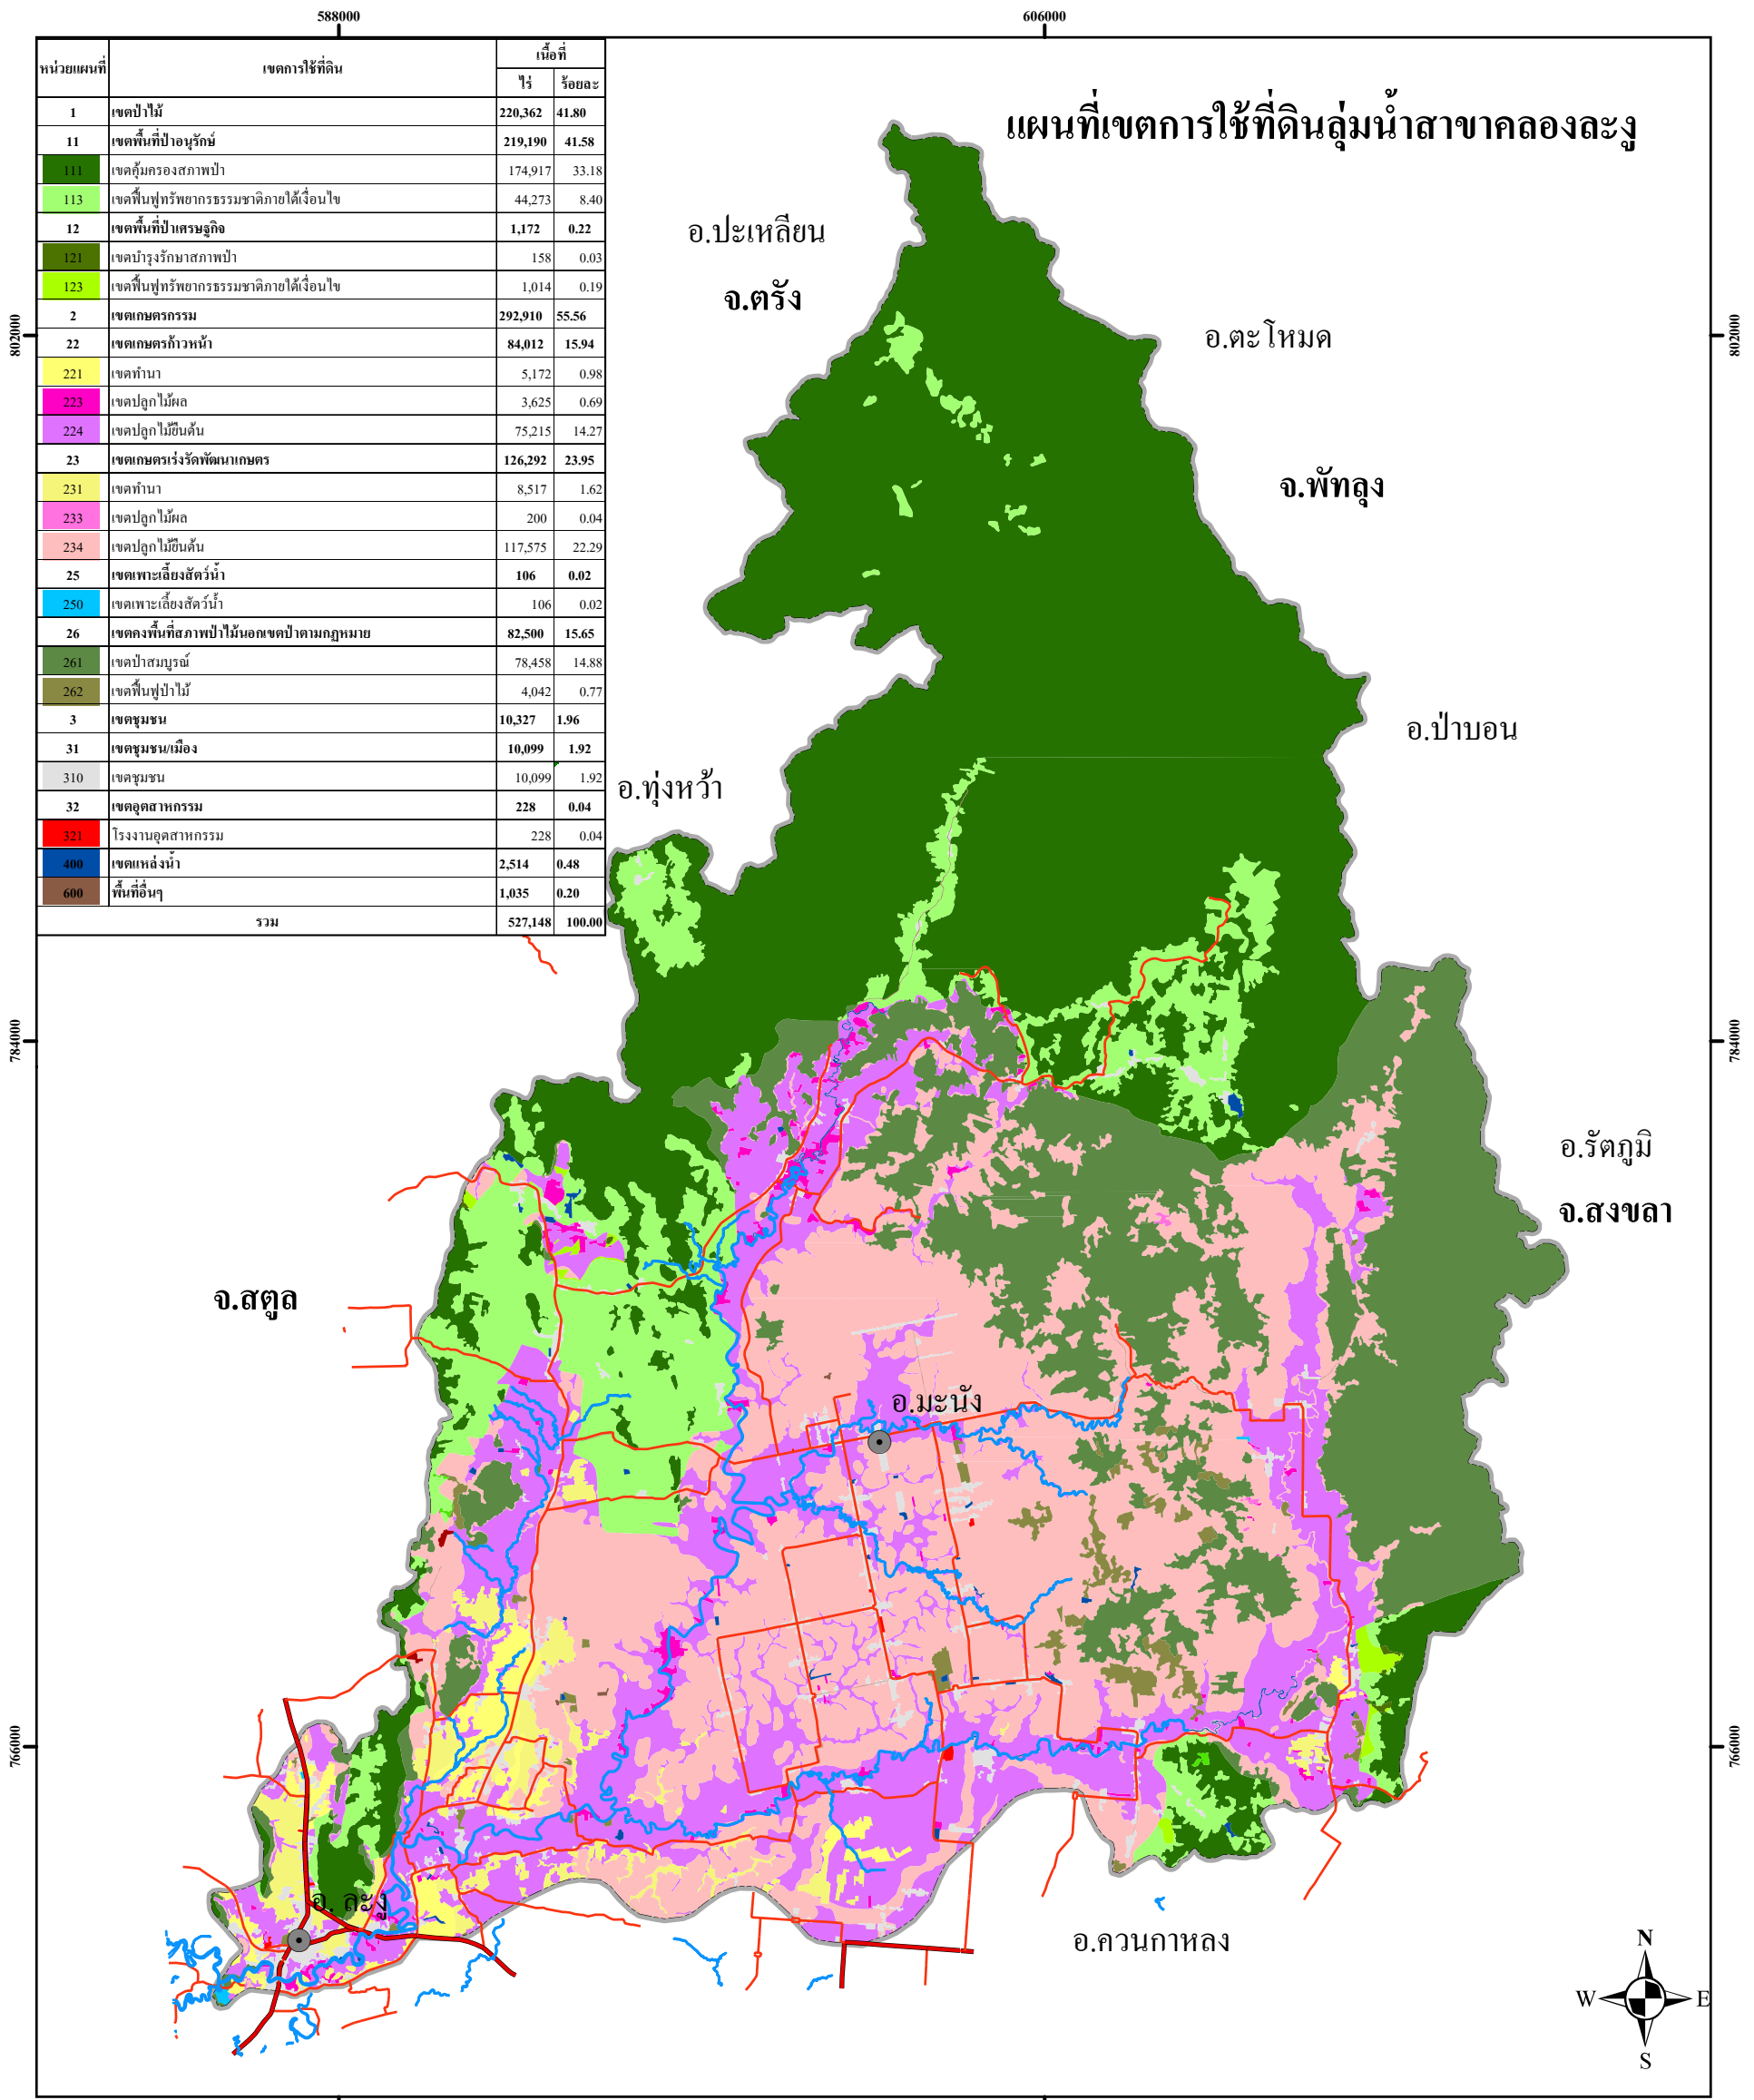 588000
606000
หน่วยแผนที่ เขตการใช้ที่ดิน เนื้อที่
ไร่ ร้อยละ
1 เขตป่าไม้ 220,362 41.80
11 เขตพื้นที่ป่าอนุรักษ์ 219,190 41.58
111 เขตคุ้มครองสภาพป่า 174,917 33.18
113 เขตฟื้นฟูทรัพยากรธรรมชาติภายใต้เงื่อนไข 44,273 8.40
12 เขตพื้นที่ป่าเศรษฐกิจ 1,172 0.22
121 เขตบำรุงรักษาสภาพป่า 158 0.03
123 เขตฟื้นฟูทรัพยากรธรรมชาติภายใต้เงื่อนไข 1,014 0.19
2 เขตเกษตรกรรม 292,910 55.56
22 เขตเกษตรก้าวหน้า 84,012 15.94
221 เขตทำนา 5,172 0.98
223 เขตปลูกไม้ผล 3,625 0.69
224 เขตปลูกไม้ยืนต้น 75,215 14.27
23 เขตเกษตรเร่งรัดพัฒนาเกษตร 126,292 23.95
231 เขตทำนา 8,517 1.62
233 เขตปลูกไม้ผล 200 0.04
234 เขตปลูกไม้ยืนต้น 117,575 22.29
25 เขตเพาะเลี้ยงสัตว์น้ำ 106 0.02
250 เขตเพาะเลี้ยงสัตว์น้ำ 106 0.02
26 เขตคงพื้นที่สภาพป่าไม้นอกเขตป่าตามกฎหมาย 82,500 15.65
261 เขตป่าสมบูรณ์ 78,458 14.88
262 เขตฟื้นฟูป่าไม้ 4,042 0.77
3 เขตชุมชน 10,327 1.96
31 เขตชุมชน/เมือง 10,099 1.92
310 เขตชุมชน 10,099 1.92
32 เขตอุตสาหกรรม 228 0.04
321 โรงงานอุตสาหกรรม 228 0.04
400 เขตแหล่งน้ำ 2,514 0.48
600 พื้นที่อื่นๆ 1,035 0.20
รวม 527,148 100.00
แผนที่เขตการใช้ที่ดินลุ่มน้ำสาขาคลองละงู
อ.ปะเหลียน
จ.ตรัง
802000
อ.ตะโหมด
802000
จ.พัทลุง
อ.ป่าบอน
อ.ทุ่งหว้า
784000
784000
อ.รัตภูมิ
จ.สงขลา
จ.สตูล
อ.มะนัง
766000
766000
อ. ละงู
อ.ควนกาหลง
N
W E
S